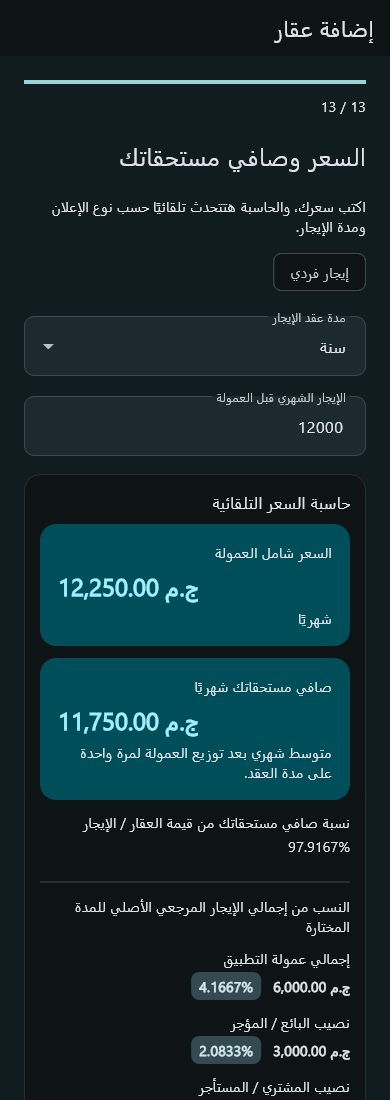 إضافة عقار
13 / 13
السعر وصافي مستحقاتك
اكتب سعرك، والحاسبة هتتحدث تلقائيًا حسب نوع الإعلان
ومدة الإيجار.
إيجار فردي
مدة عقد الإيجار
سنة
الإيجار الشهري قبل العمولة
12000
حاسبة السعر التلقائية
السعر شامل العمولة
12,250.00 ج.م
شهريًا
صافي مستحقاتك شهريًا
11,750.00 ج.م
متوسط شهري بعد توزيع العمولة لمرة واحدة
على مدة العقد.
نسبة صافي مستحقاتك من قيمة العقار / الإيجار
97.9167%
النسب من إجمالي الإيجار المرجعي الأصلي للمدة
المختارة
إجمالي عمولة التطبيق
6,000.00 ج.م 4.1667%
نصيب البائع / المؤجر
3,000.00 ج.م 2.0833%
نصيب المشتري / المستأجر